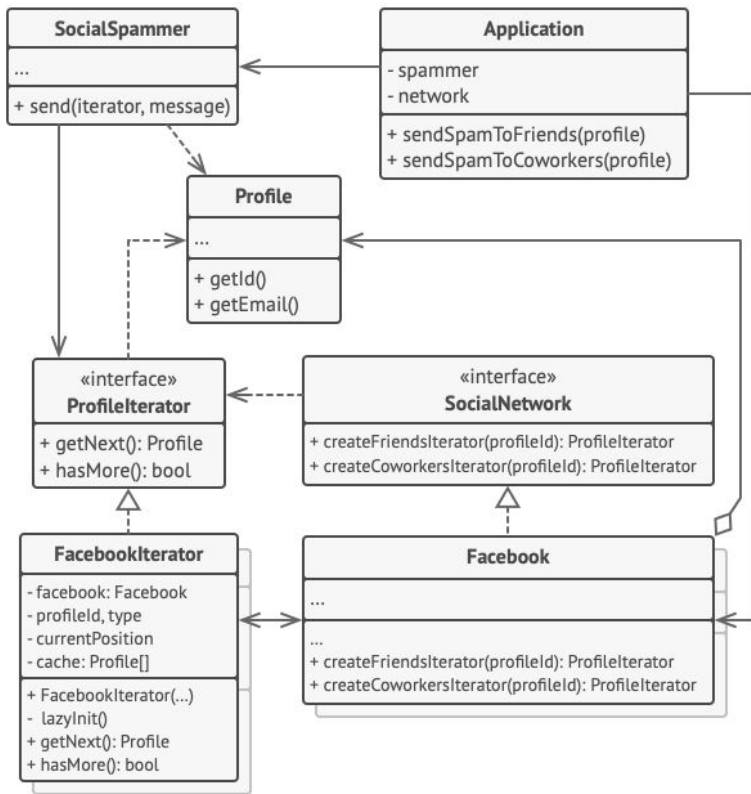 SocialSpammer
...
+ send(iterator, message)
Application
- spammer
- network
+ sendSpamToFriends(profile)
+ sendSpamToCoworkers(profile)
Profile
...
+ getId()
+ getEmail()
«interface»
ProfileIterator
+ getNext(): Profile
+ hasMore(): bool
«interface»
SocialNetwork
+ createFriendsIterator(profileId): ProfileIterator
+ createCoworkersIterator(profileId): ProfileIterator
FacebookIterator
- facebook: Facebook
- profileId, type
- currentPosition
- cache: Profile[]
+ FacebookIterator(...)
- lazyInit()
+ getNext(): Profile
+ hasMore(): bool
Facebook
...
...
+ createFriendsIterator(profileId): ProfileIterator
+ createCoworkersIterator(profileId): ProfileIterator